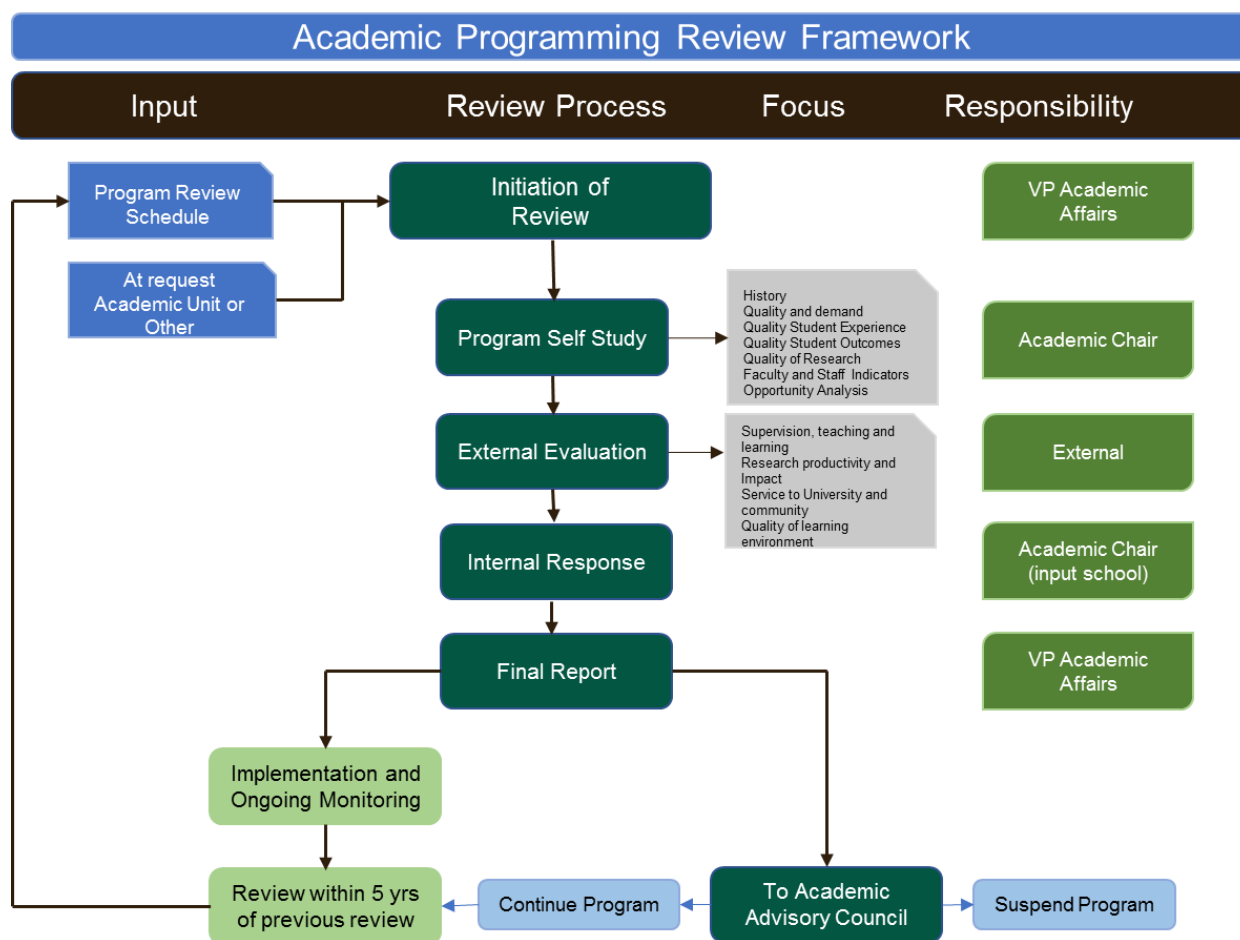 Academic Programming Review Framework
Input
Review Process
Focus
Responsibility
Program Review
Schedule
Initiation of
Review
VP Academic
Affairs
At request
Academic Unit or
Other
Program Self Study
History
Quality and demand
Quality Student Experience
Quality Student Outcomes
Quality of Research
Faculty and Staff Indicators
Opportunity Analysis
Academic Chair
External Evaluation
Supervision, teaching and
learning
Research productivity and
Impact
Service to University and
community
Quality of learning
environment
External
Internal Response
Academic Chair
(input school)
Final Report
VP Academic
Affairs
Implementation and
Ongoing Monitoring
Review within 5 yrs
of previous review
Continue Program
To Academic
Advisory Council
Suspend Program